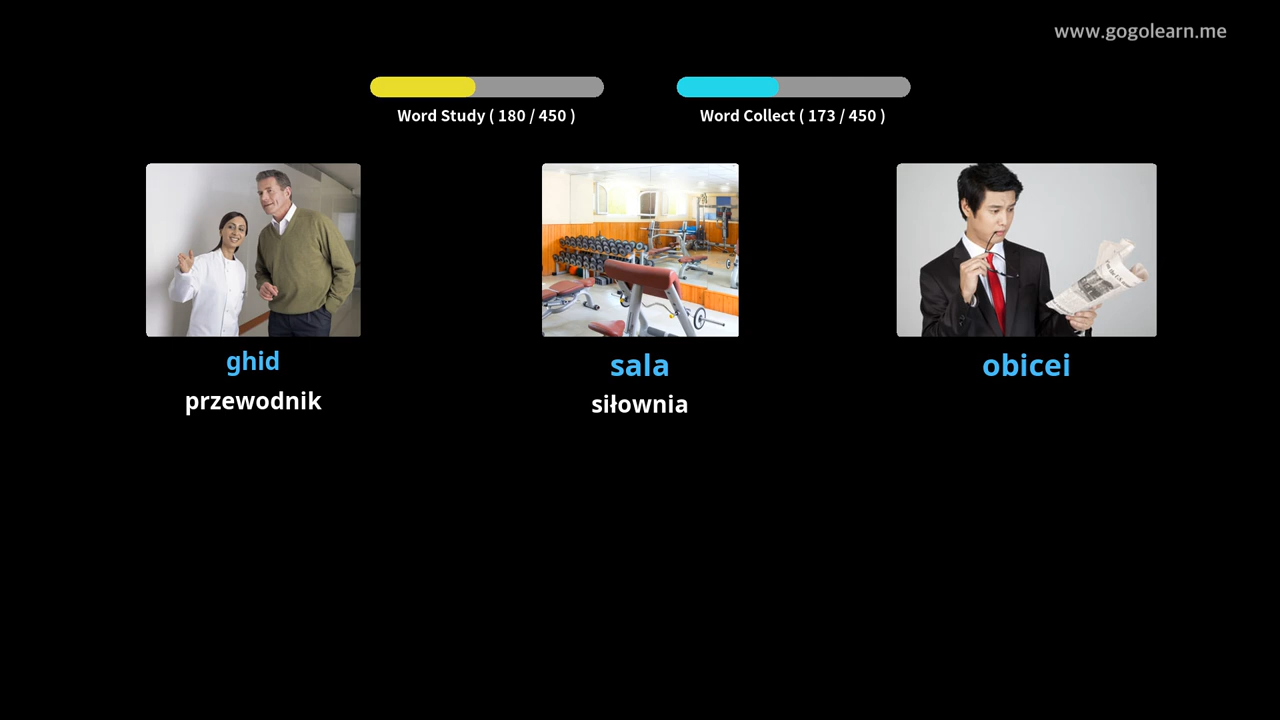 www.gogolearn.me
Word Study ( 180 / 450 )
Word Collect ( 173 / 450 )
ghid
sala
obicei
przewodnik
siłownia